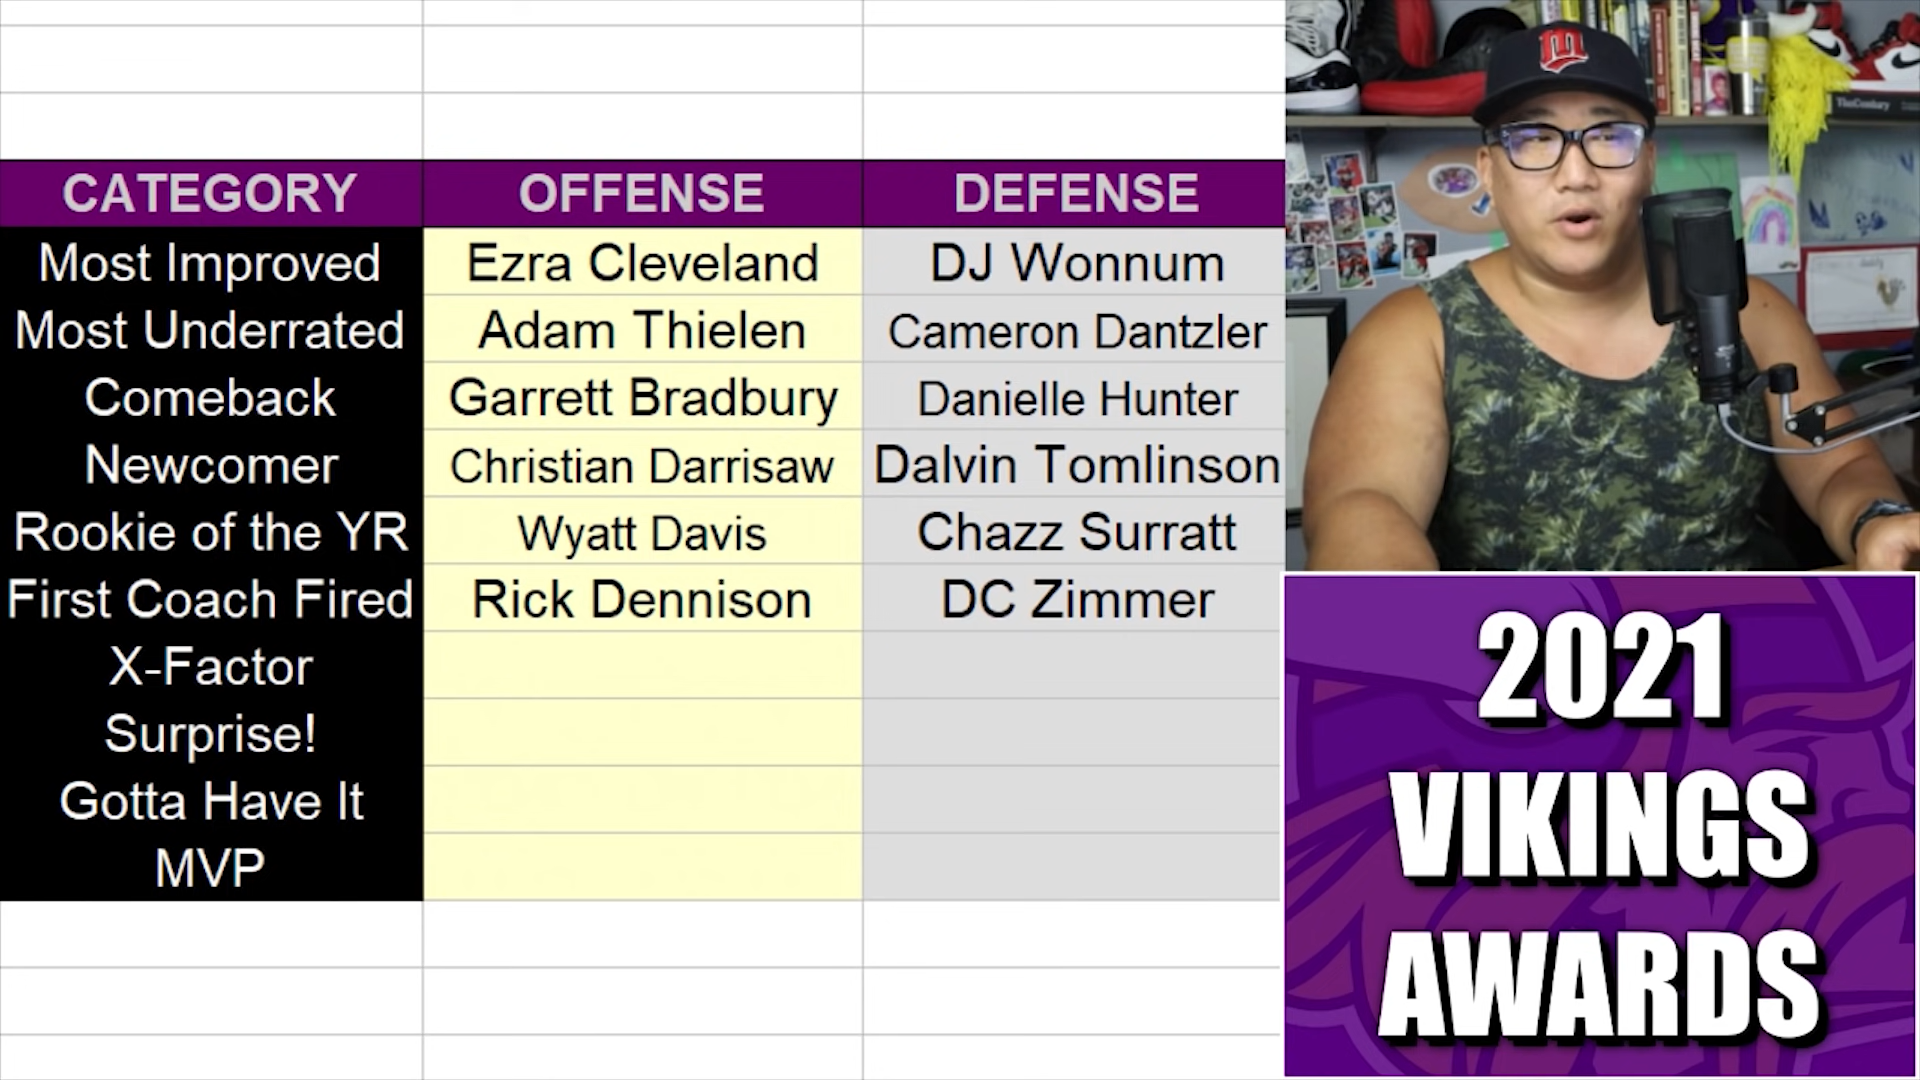 CATEGORY OFFENSE DEFENSE
Most Improved Ezra Cleveland DJ Wonnum
Most Underrated Adam Thielen Cameron Dantzler
Comeback Garrett Bradbury Danielle Hunter
Newcomer Christian Darrisaw Dalvin Tomlinson
Rookie of the YR Wyatt Davis Chazz Surratt
First Coach Fired Rick Dennison DC Zimmer
X-Factor
Surprise!
Gotta Have It
MVP
M
TheCentury
2021
VIKINGS
AWARDS